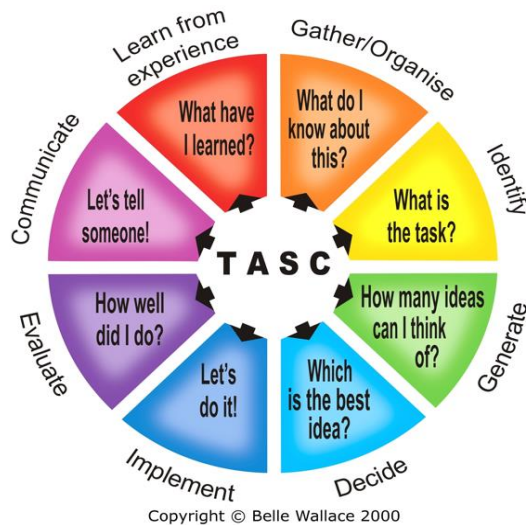 Learn from
experience
Gather/Organise
Identify
Generate
Decide
Implement
Evaluate
Communicate
What have
I learned?
What do I
know about
this?
What is
the task?
How many ideas
can I think
of?
Which
is the best
idea?
Let's
do it!
How well
did I do?
Let's tell
someone!
TASC
Copyright © Belle Wallace 2000